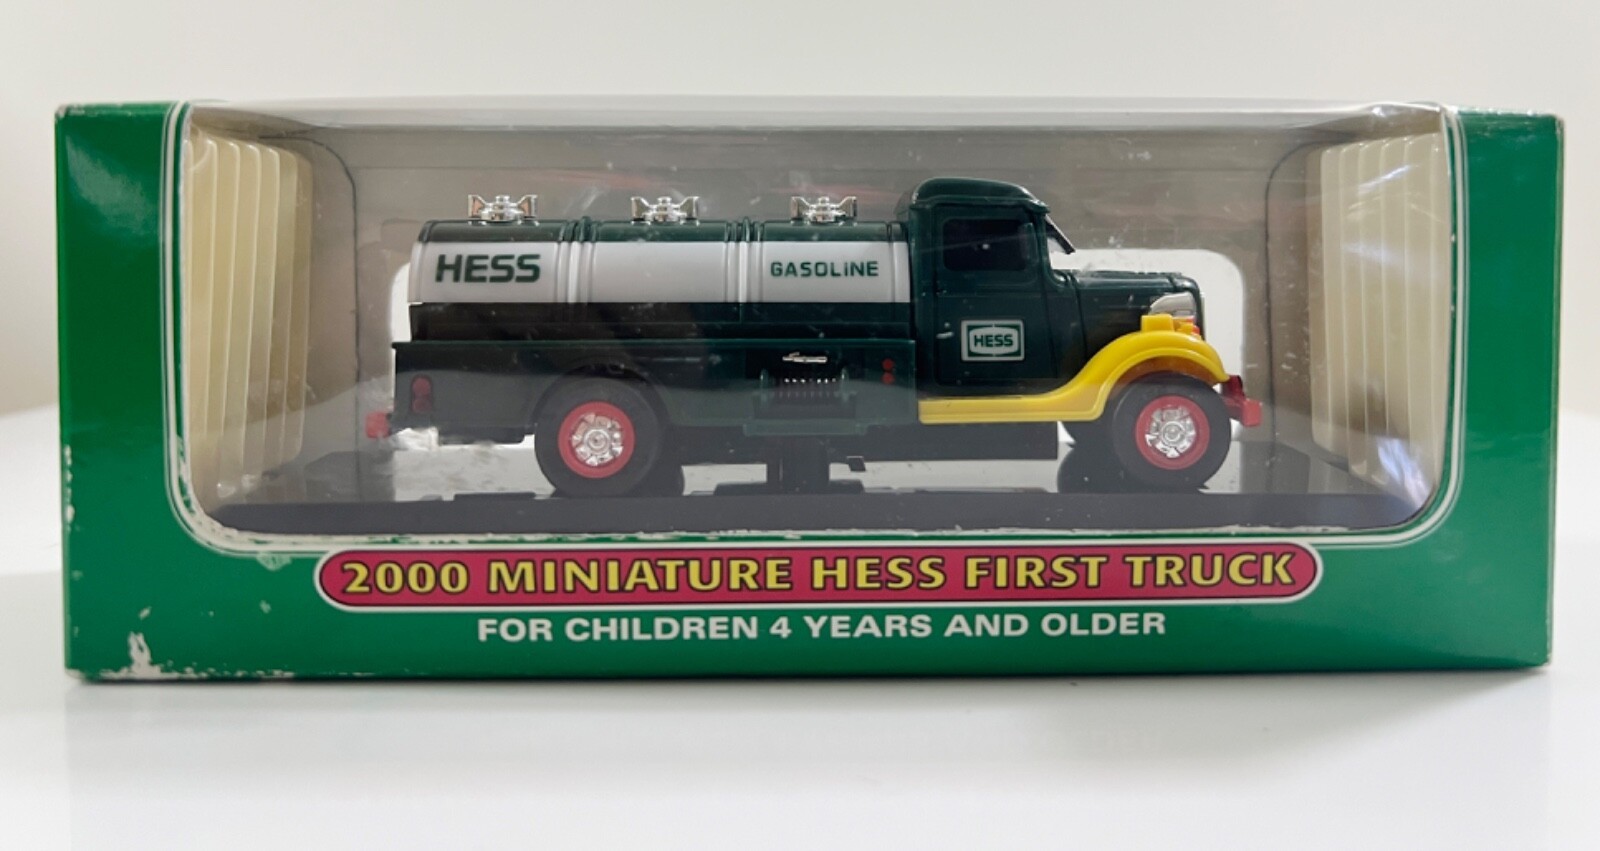 HESS
GASOLINE
HESS
2000 MINIATURE HESS FIRST TRUCK
FOR CHILDREN 4 YEARS AND OLDER